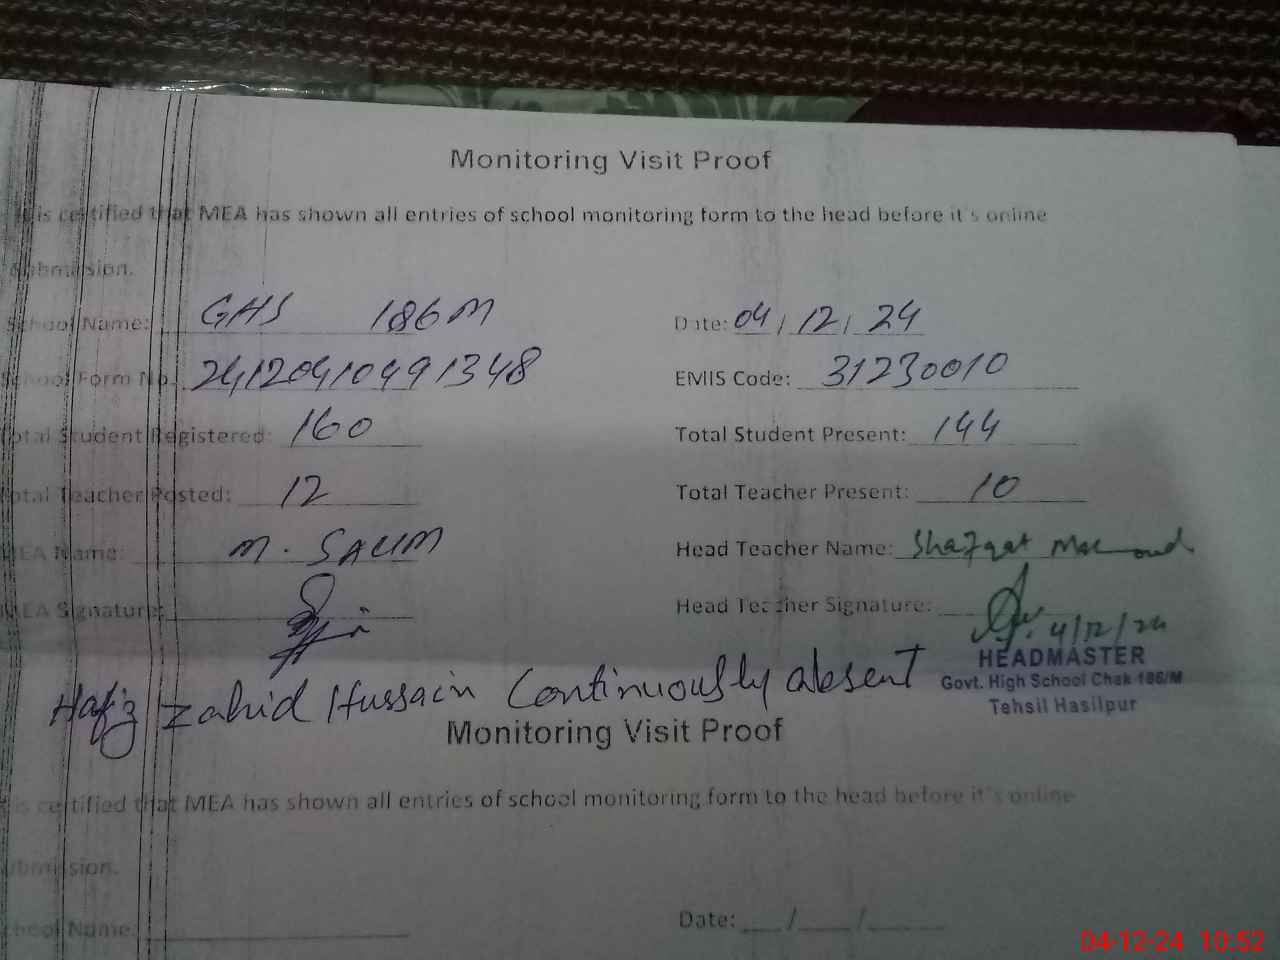 Monitoring Visit Proof
It is certified that MEA has shown all entries of school monitoring form to the head before it's online
Submission.
School Name: GHS 186M Date: 04/12/24
School Form No. 24120410491348 EMIS Code: 31230010
Total Student Registered: 160 Total Student Present: 144
Total Teacher Posted: 12 Total Teacher Present: 10
MEA Name: M. SALIM Head Teacher Name: Shafqat Mahmood
MEA Signature: Head Teacher Signature:
4/12/24
HEADMASTER
Govt. High School Chak 186/M
Tehsil Hasilpur
Hafiz Zahid Hussain Continuously absent
Monitoring Visit Proof
It is certified that MEA has shown all entries of school monitoring form to the head before it's online
Submission.
School Name: Date: / /
04-12-24 10:52